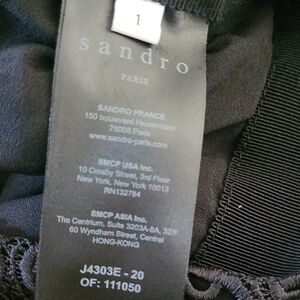 1
sandro
PARIS
SANDRO FRANCE
150 boulevard Haussmann
75008 Paris
www.sandro-paris.com
SMCP USA Inc.
10 Crosby Street, 3rd Floor
New York, New York 10013
RN132784
SMCP ASIA Inc.
The Centrium, Suite 3203A-5A, 32/F
60 Wyndham Street, Central
HONG-KONG
J4303E - 20
OF: 111050